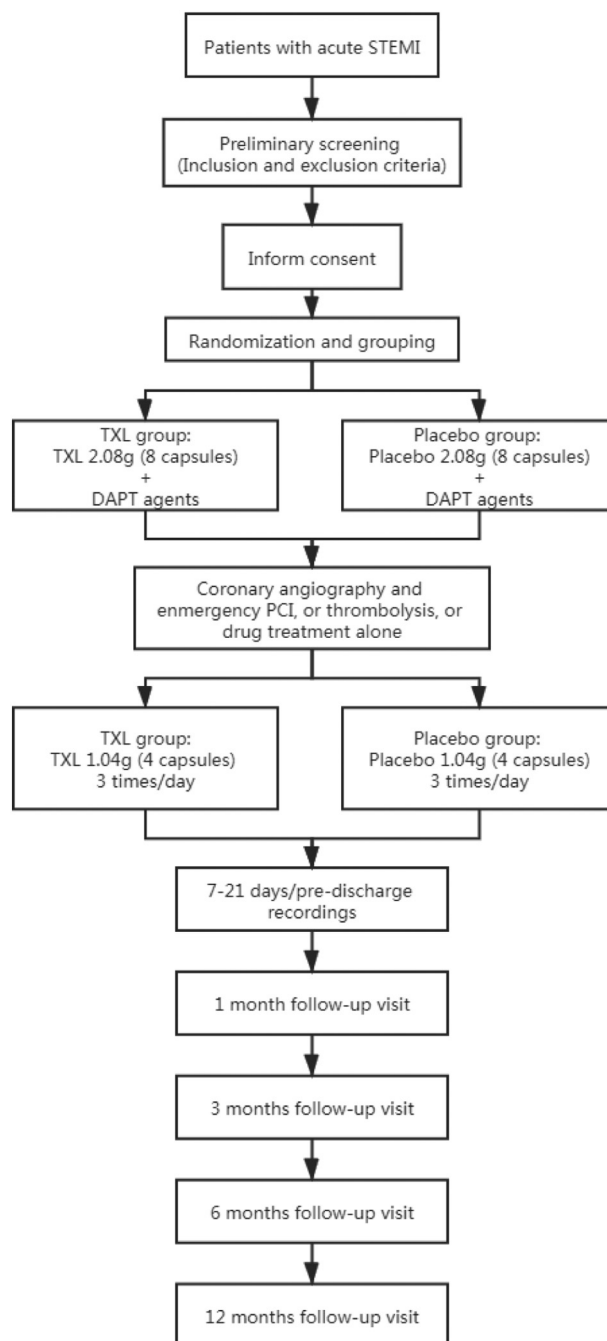 Patients with acute STEMI
Preliminary screening
(Inclusion and exclusion criteria)
Inform consent
Randomization and grouping
TXL group:
TXL 2.08g (8 capsules)
+
DAPT agents
Placebo group:
Placebo 2.08g (8 capsules)
+
DAPT agents
Coronary angiography and
enmergency PCI, or thrombolysis, or
drug treatment alone
TXL group:
TXL 1.04g (4 capsules)
3 times/day
Placebo group:
Placebo 1.04g (4 capsules)
3 times/day
7-21 days/pre-discharge
recordings
1 month follow-up visit
3 months follow-up visit
6 months follow-up visit
12 months follow-up visit